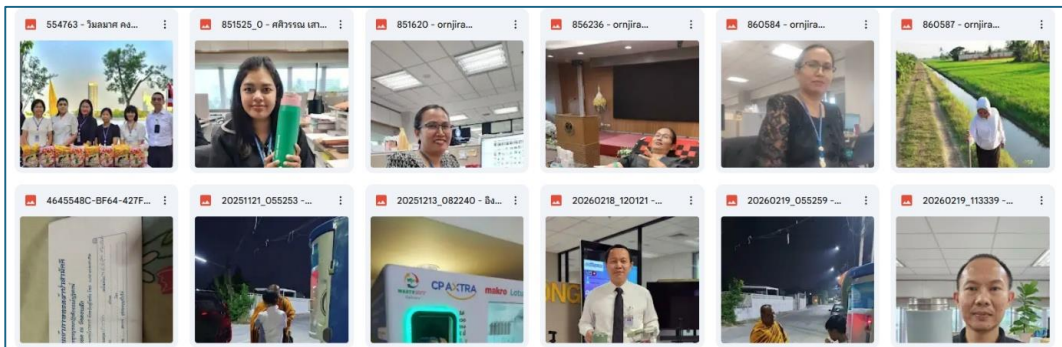 554763 - วิมลมาศ คง...
851525_0 - ศศิวรรณ เสา...
851620 - ornjira...
856236 - ornjira...
860584 - ornjira...
860587 - ornjira...
4645548C-BF64-427F...
20251121_055253 -...
20251213_082240 - อิง...
20260218_120121 -...
20260219_055259 -...
20260219_113339 -...
CP AXTRA
makro